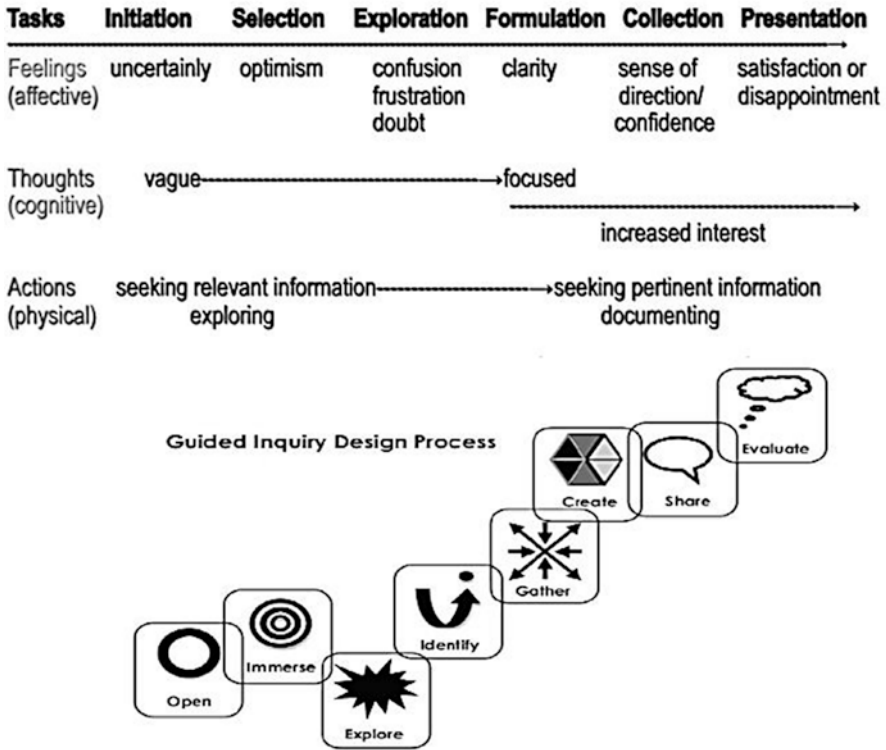 Tasks Initiation Selection Exploration Formulation Collection Presentation
Feelings uncertainly optimism confusion clarity sense of satisfaction or
(affective) frustration direction/ disappointment
doubt confidence
Thoughts vague focused
(cognitive)
increased interest
Actions seeking relevant information seeking pertinent information
(physical) exploring documenting
Guided Inquiry Design Process
Evaluate
Create Share
Gather
Identify
Immerse
Open
Explore